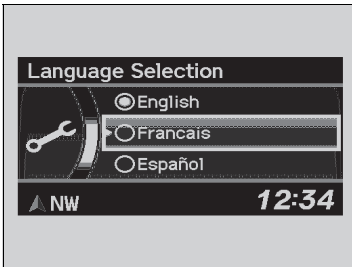 Language Selection
English
Francais
Español
NW
12:34